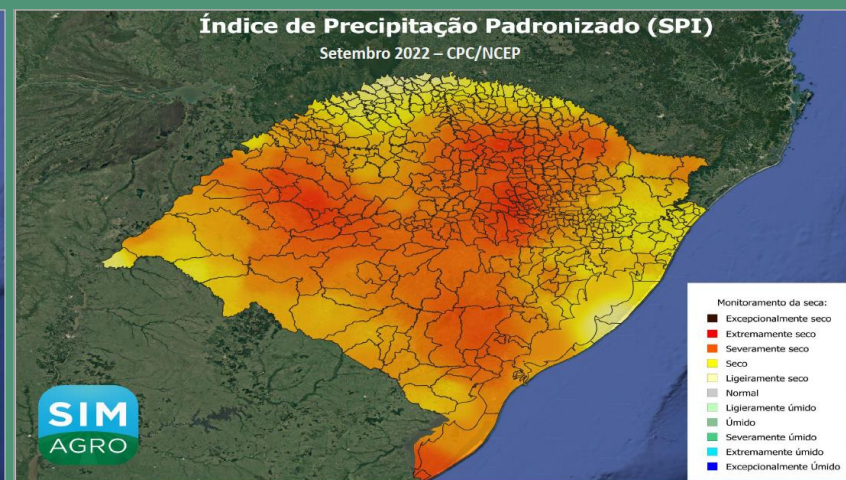 Índice de Precipitação Padronizado (SPI)
Setembro 2022 – CPC/NCEP
Monitoramento da seca:
Excepcionalmente seco
Extremamente seco
Severamente seco
Seco
Ligeiramente seco
Normal
Ligieramente úmido
Úmido
Severamente úmido
Extremamente úmido
Excepcionalmente Úmido
SIM
AGRO